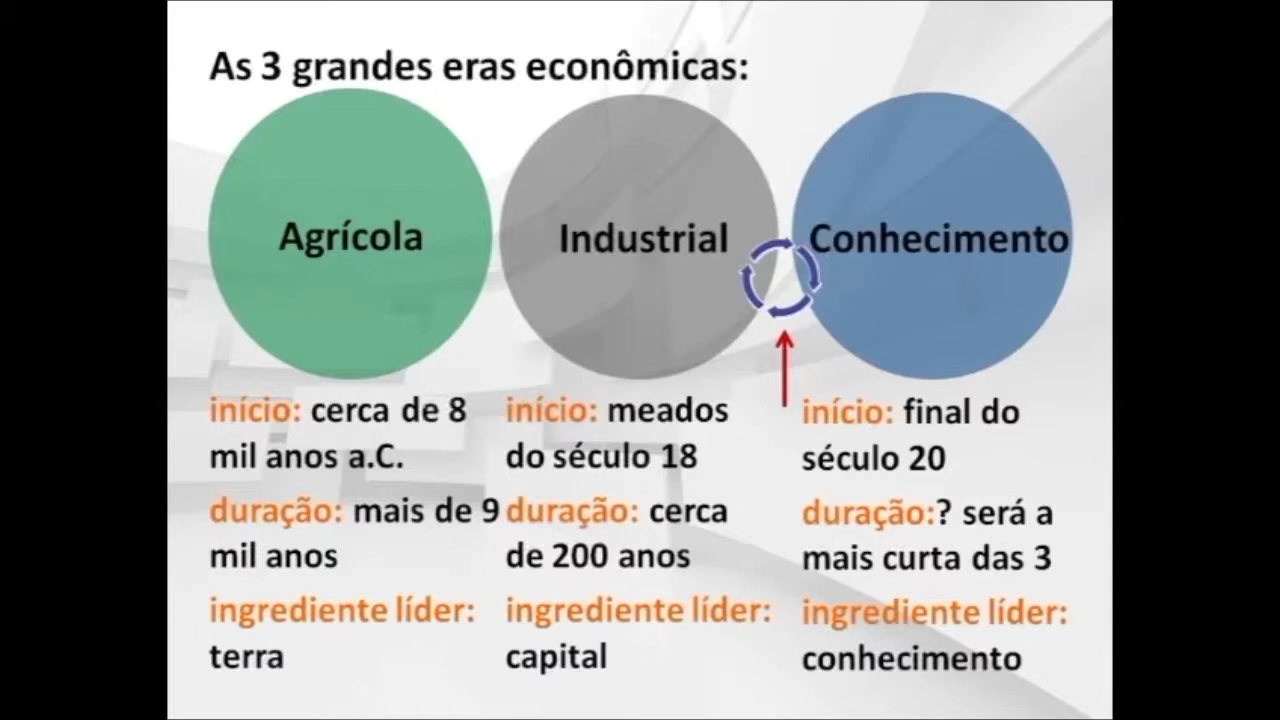 As 3 grandes eras econômicas:
Agrícola
Industrial
Conhecimento
início: cerca de 8
mil anos a.C.
duração: mais de 9
mil anos
ingrediente líder:
terra
início: meados
do século 18
duração: cerca
de 200 anos
ingrediente líder:
capital
início: final do
século 20
duração:? será a
mais curta das 3
ingrediente líder:
conhecimento